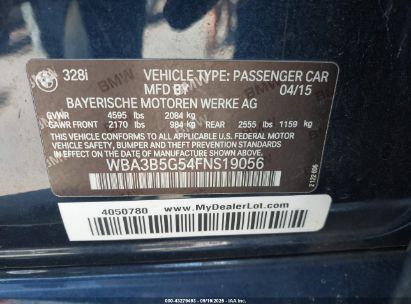 328i VEHICLE TYPE: PASSENGER CAR
MFD BY 04/15
BAYERISCHE MOTOREN WERKE AG
GVWR 4595 lbs 2084 kg
GAWR FRONT 2170 lbs 984 kg REAR 2555 lbs 1159 kg
THIS VEHICLE CONFORMS TO ALL APPLICABLE U.S. FEDERAL
MOTOR VEHICLE SAFETY, BUMPER, AND THEFT
PREVENTION STANDARDS IN EFFECT ON THE DATE OF
MANUFACTURE SHOWN ABOVE.
WBA3B5G54FNS19056
4050780 www.MyDealerLot.com